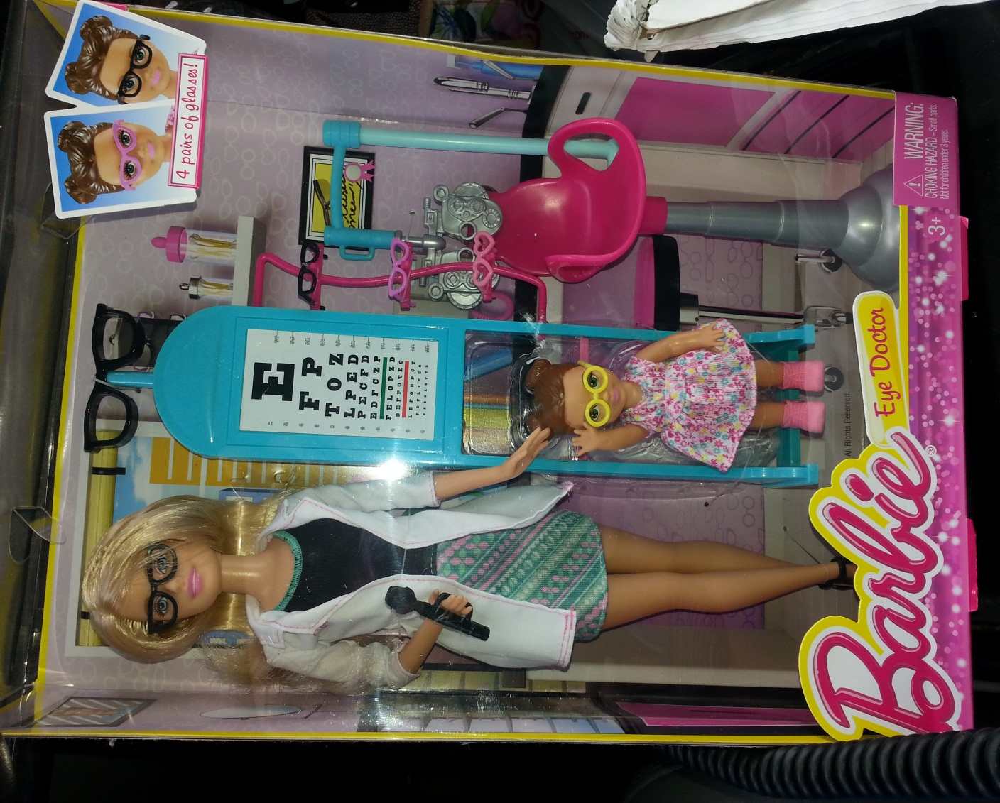 4 pairs of glasses!
E
F P
T O Z
L P E D
P E C F D
E D F C Z P
F E L O P Z D
D E F P O T E C
L E F O D P C T
All Rights Reserved.
WARNING:
CHOKING HAZARD – Small parts.
Not for children under 3 years.
3+
Eye Doctor
Barbie®